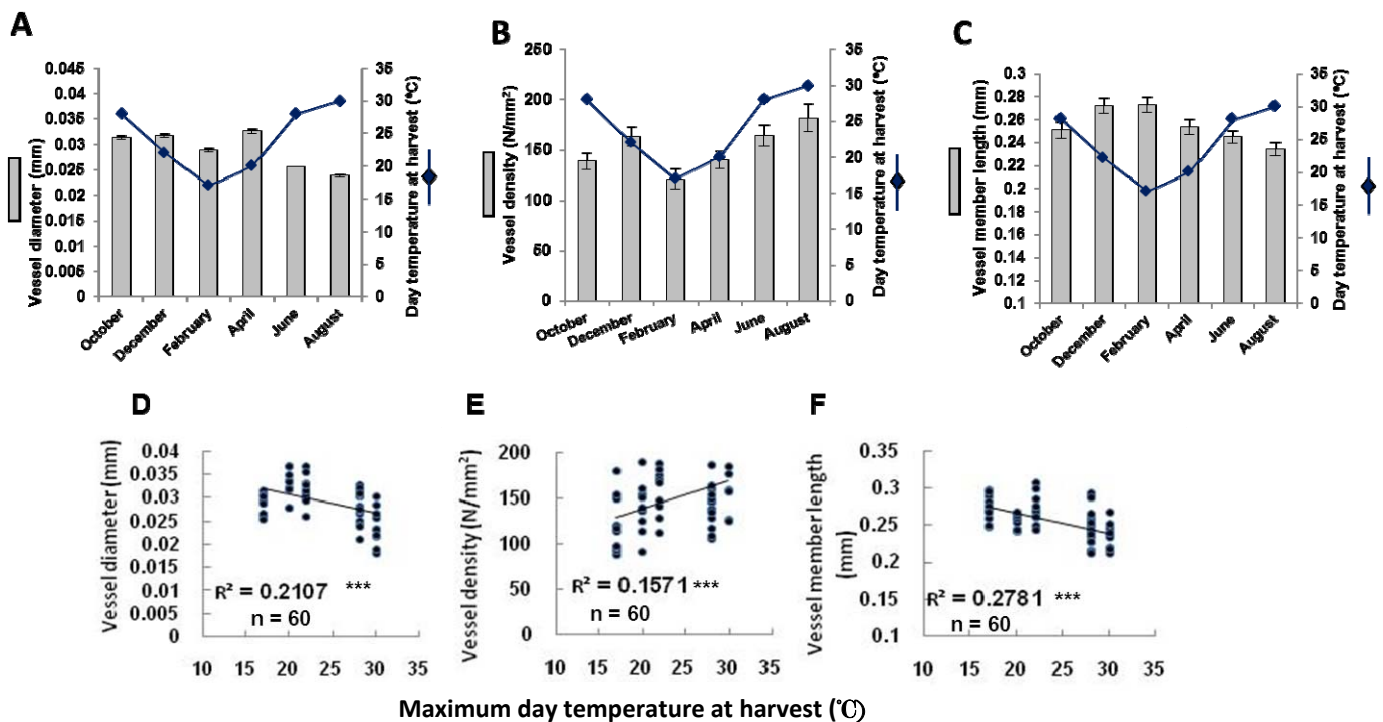 A
Vessel diameter (mm)
0.045
0.04
0.035
0.03
0.025
0.02
0.015
0.01
0.005
0
35
30
25
20
15
10
5
0
Day temperature at harvest (°C)
October
December
February
April
June
August
B
Vessel density (N/mm²)
250
200
150
100
50
0
35
30
25
20
15
10
5
0
Day temperature at harvest (°C)
October
December
February
April
June
August
C
Vessel member length (mm)
0.3
0.28
0.26
0.24
0.22
0.2
0.18
0.16
0.14
0.12
0.1
35
30
25
20
15
10
5
0
Day temperature at harvest (°C)
October
December
February
April
June
August
D
Vessel diameter (mm)
0.04
0.035
0.03
0.025
0.02
0.015
0.01
0.005
0
R² = 0.2107 ***
n = 60
10 15 20 25 30 35
E
Vessel density (N/mm²)
200
150
100
50
0
R² = 0.1571 ***
n = 60
10 15 20 25 30 35
F
Vessel member length
(mm)
0.35
0.3
0.25
0.2
0.15
0.1
R² = 0.2781 ***
n = 60
10 15 20 25 30 35
Maximum day temperature at harvest (℃)